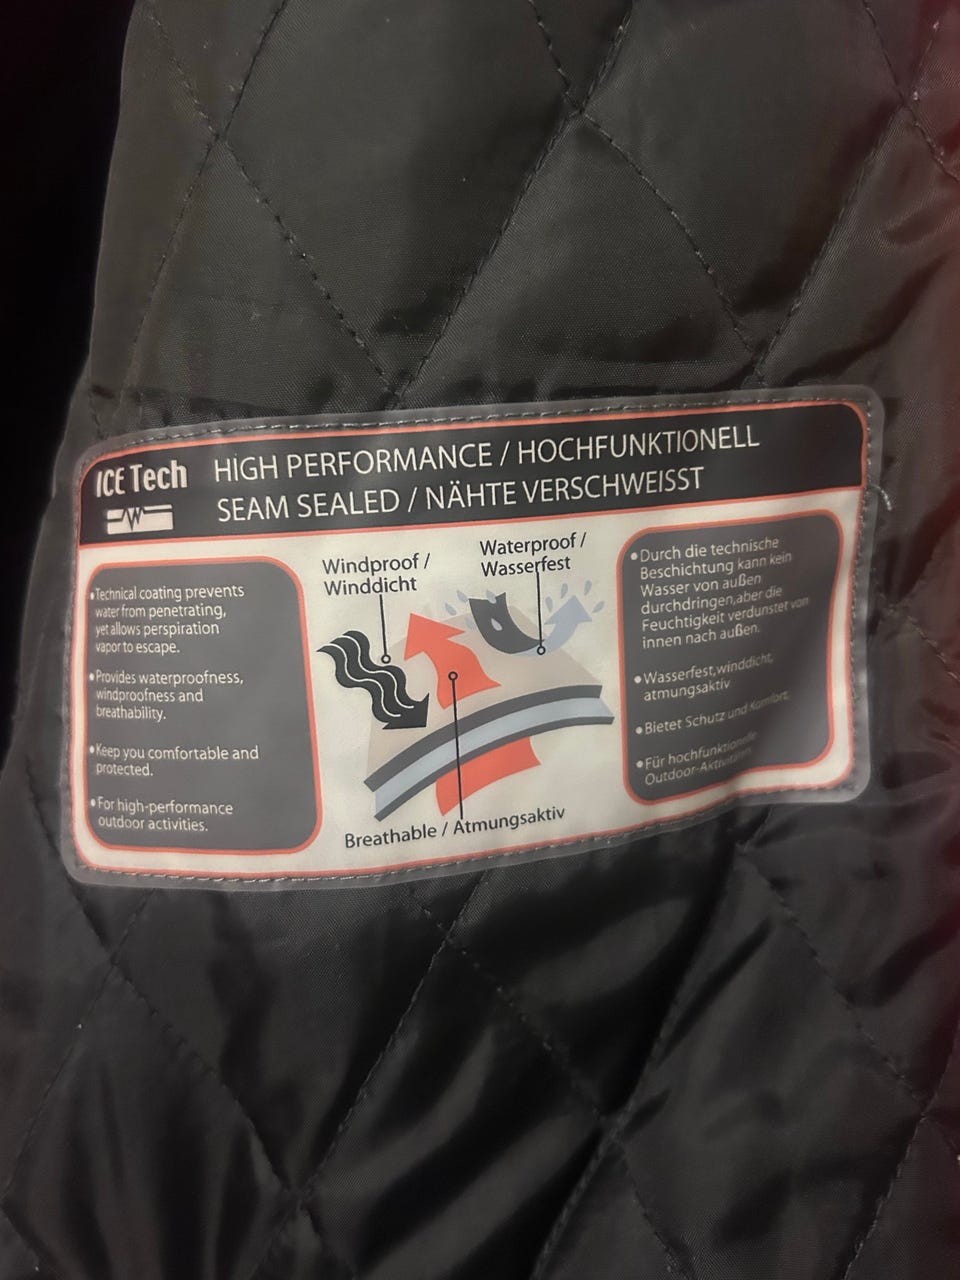 ICE Tech
HIGH PERFORMANCE / HOCHFUNKTIONELL
SEAM SEALED / NÄHTE VERSCHWEISST
•Technical coating prevents
water from penetrating,
yet allows perspiration
vapor to escape.
•Provides waterproofness,
windproofness and
breathability.
•Keep you comfortable and
protected.
•For high-performance
outdoor activities.
Windproof /
Winddicht
Waterproof /
Wasserfest
Breathable / Atmungsaktiv
•Durch die technische
Beschichtung kann kein
Wasser von außen
durchdringen,aber die
Feuchtigkeit verdunstet von
innen nach außen.
•Wasserfest,winddicht,
atmungsaktiv
•Bietet Schutz und Komfort.
•Für hochfunktionelle
Outdoor-Aktivitäten.